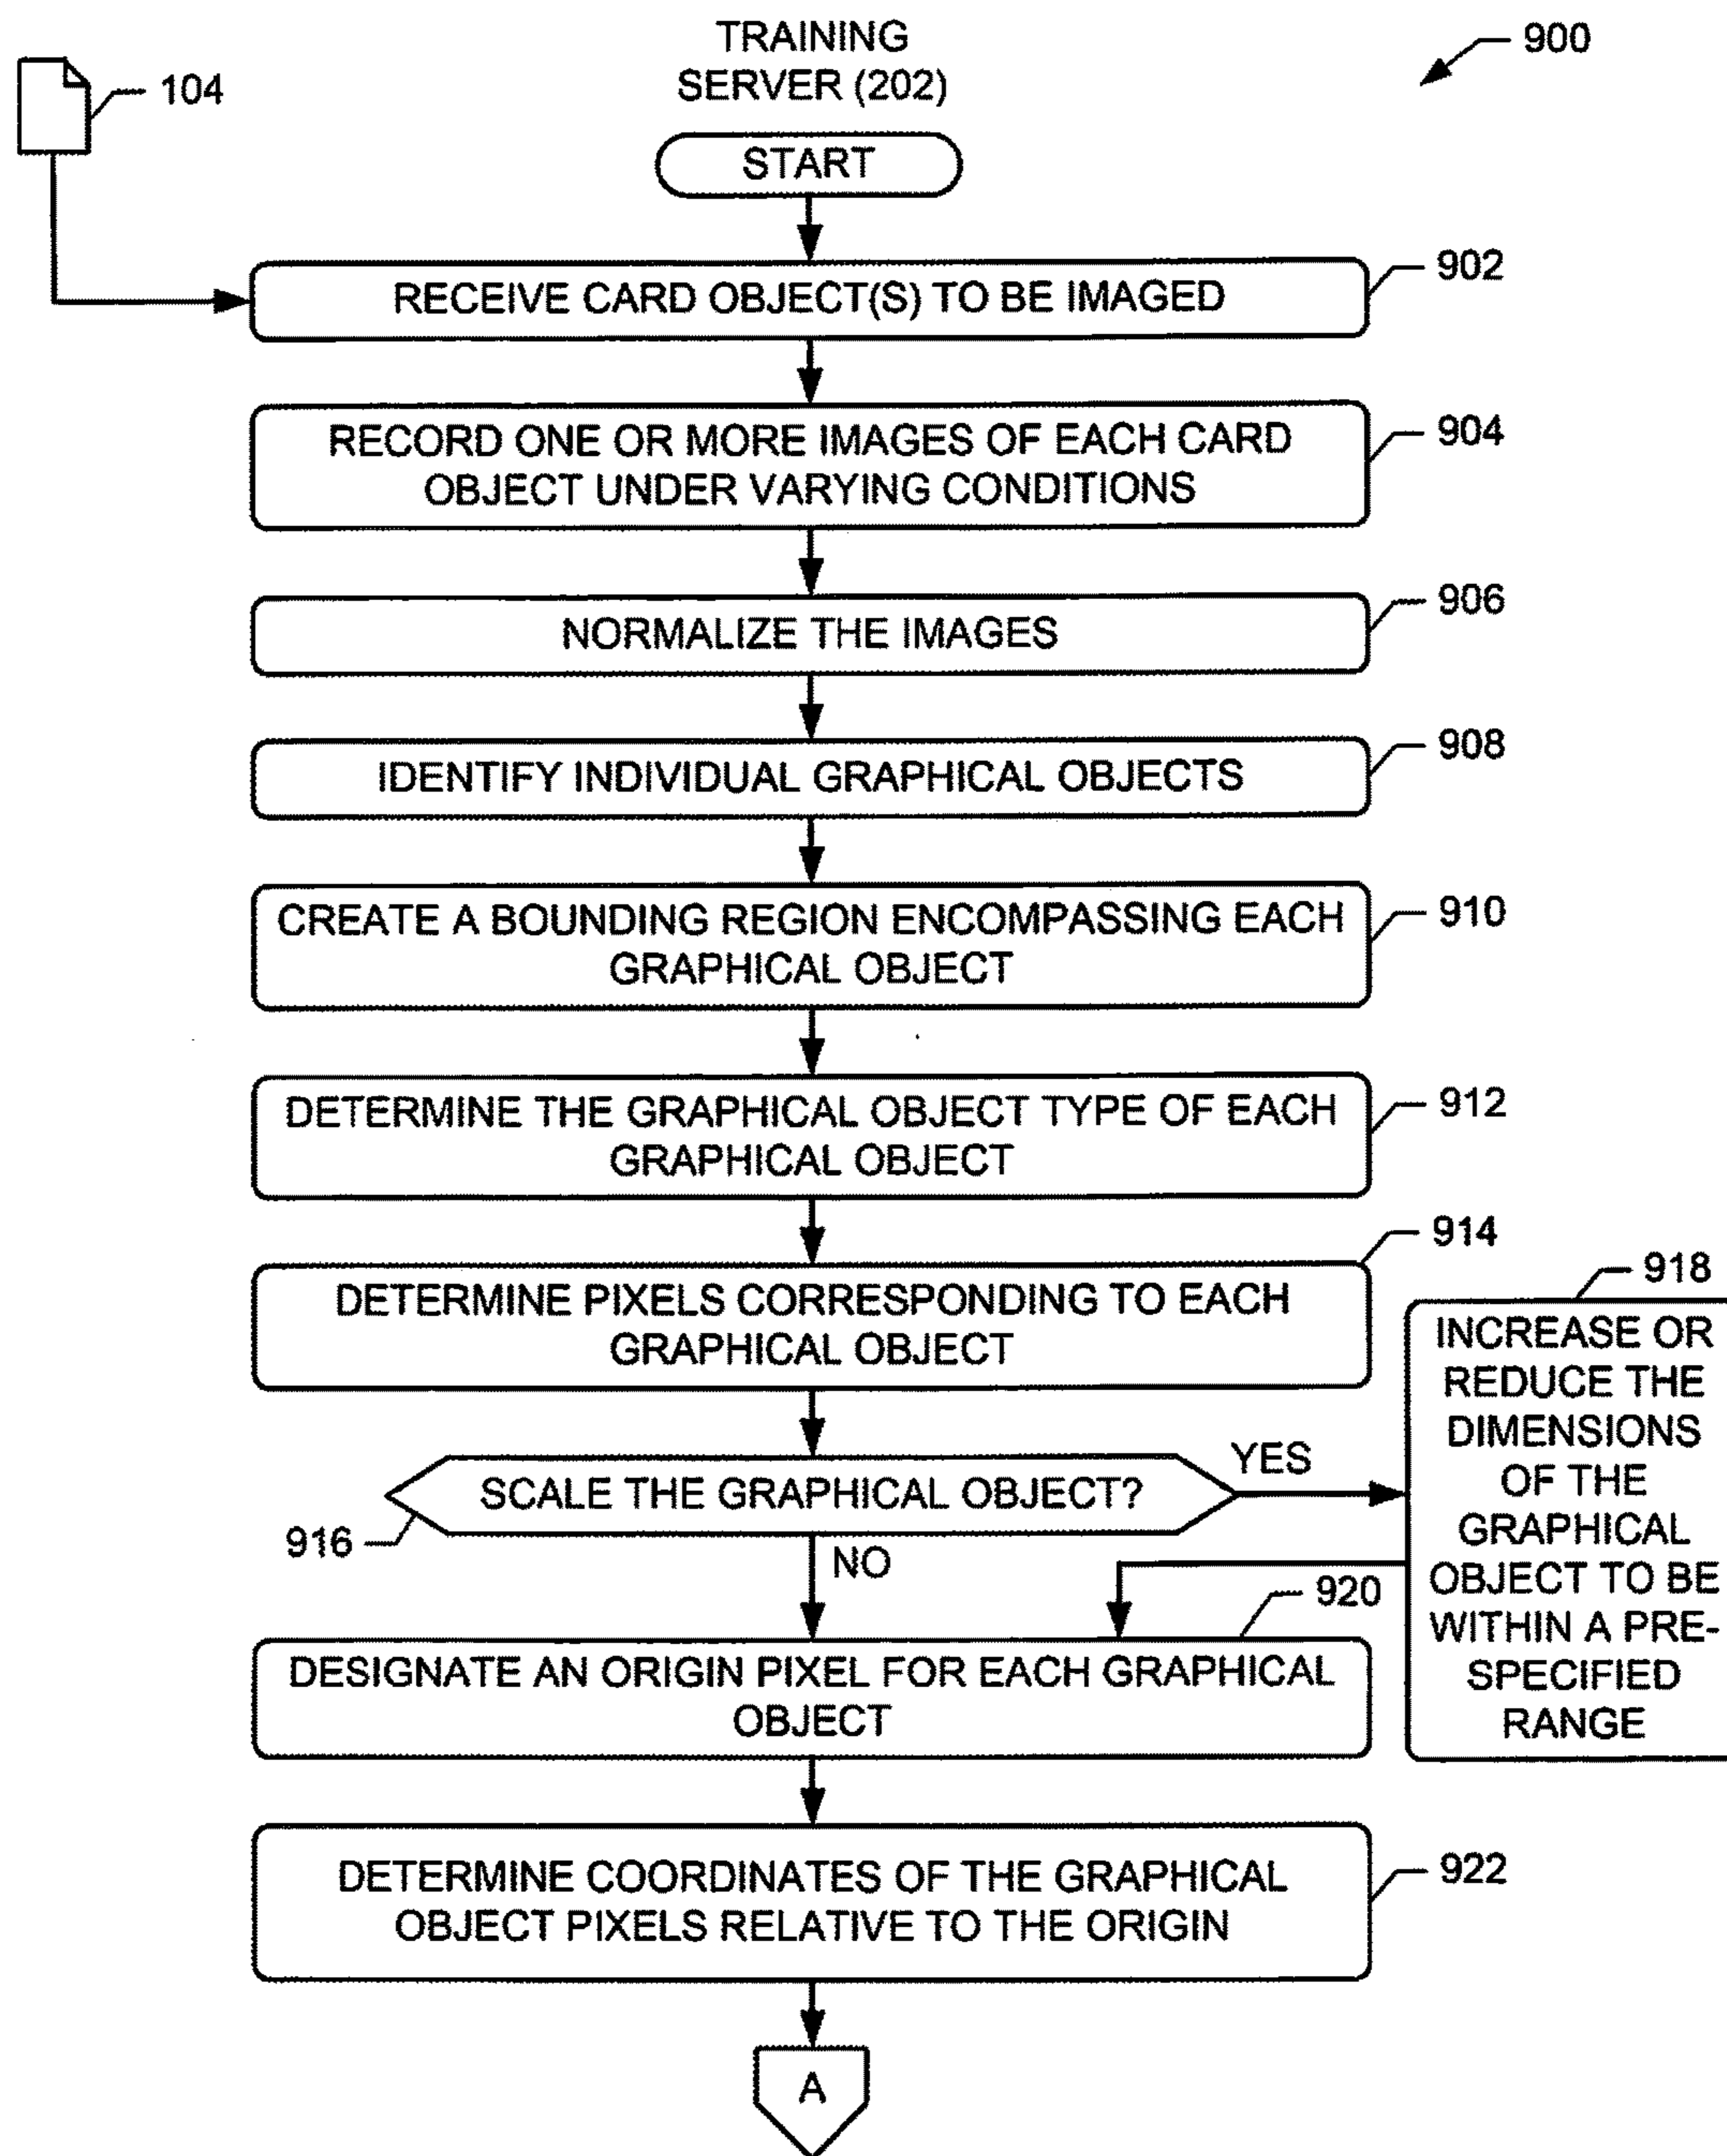 TRAINING
SERVER (202)
900
104
START
RECEIVE CARD OBJECT(S) TO BE IMAGED
902
RECORD ONE OR MORE IMAGES OF EACH CARD
OBJECT UNDER VARYING CONDITIONS
904
NORMALIZE THE IMAGES
906
IDENTIFY INDIVIDUAL GRAPHICAL OBJECTS
908
CREATE A BOUNDING REGION ENCOMPASSING EACH
GRAPHICAL OBJECT
910
DETERMINE THE GRAPHICAL OBJECT TYPE OF EACH
GRAPHICAL OBJECT
912
DETERMINE PIXELS CORRESPONDING TO EACH
GRAPHICAL OBJECT
914
SCALE THE GRAPHICAL OBJECT?
916
YES
NO
918
INCREASE OR
REDUCE THE
DIMENSIONS
OF THE
GRAPHICAL
OBJECT TO BE
WITHIN A PRE-
SPECIFIED
RANGE
920
DESIGNATE AN ORIGIN PIXEL FOR EACH GRAPHICAL
OBJECT
DETERMINE COORDINATES OF THE GRAPHICAL
OBJECT PIXELS RELATIVE TO THE ORIGIN
922
A